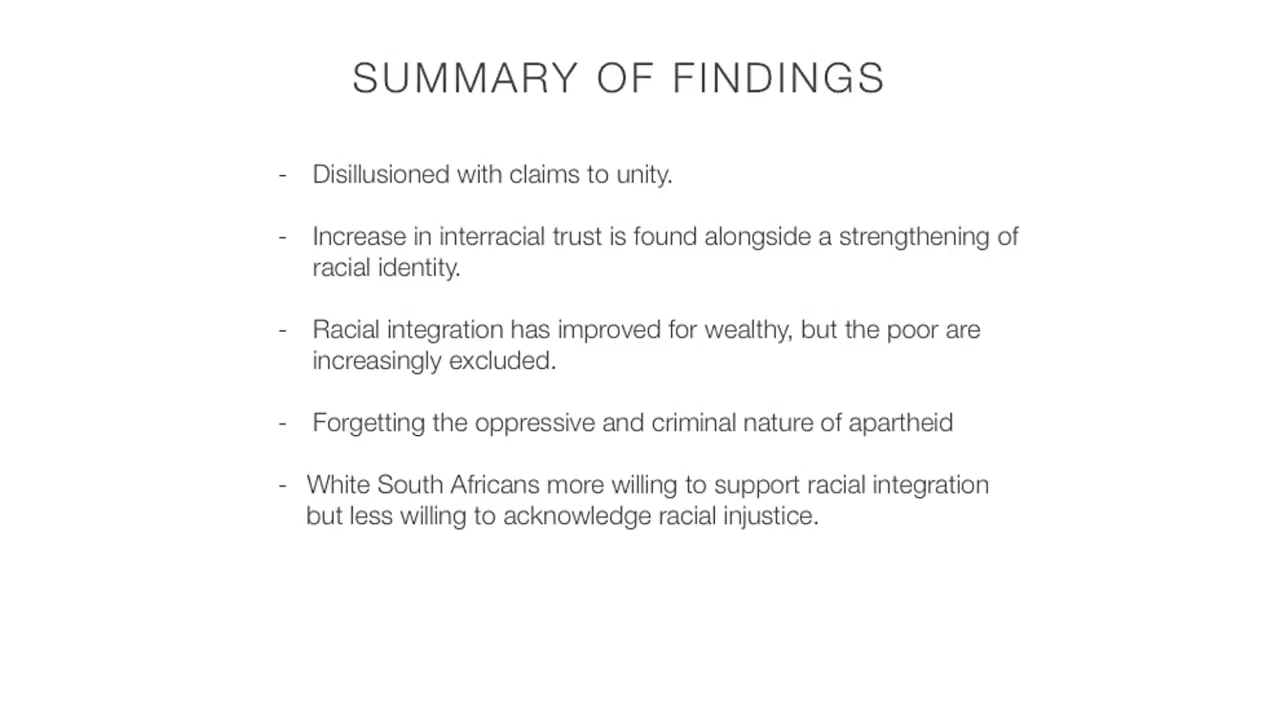 SUMMARY OF FINDINGS
- Disillusioned with claims to unity.
- Increase in interracial trust is found alongside a strengthening of
racial identity.
- Racial integration has improved for wealthy, but the poor are
increasingly excluded.
- Forgetting the oppressive and criminal nature of apartheid
- White South Africans more willing to support racial integration
but less willing to acknowledge racial injustice.